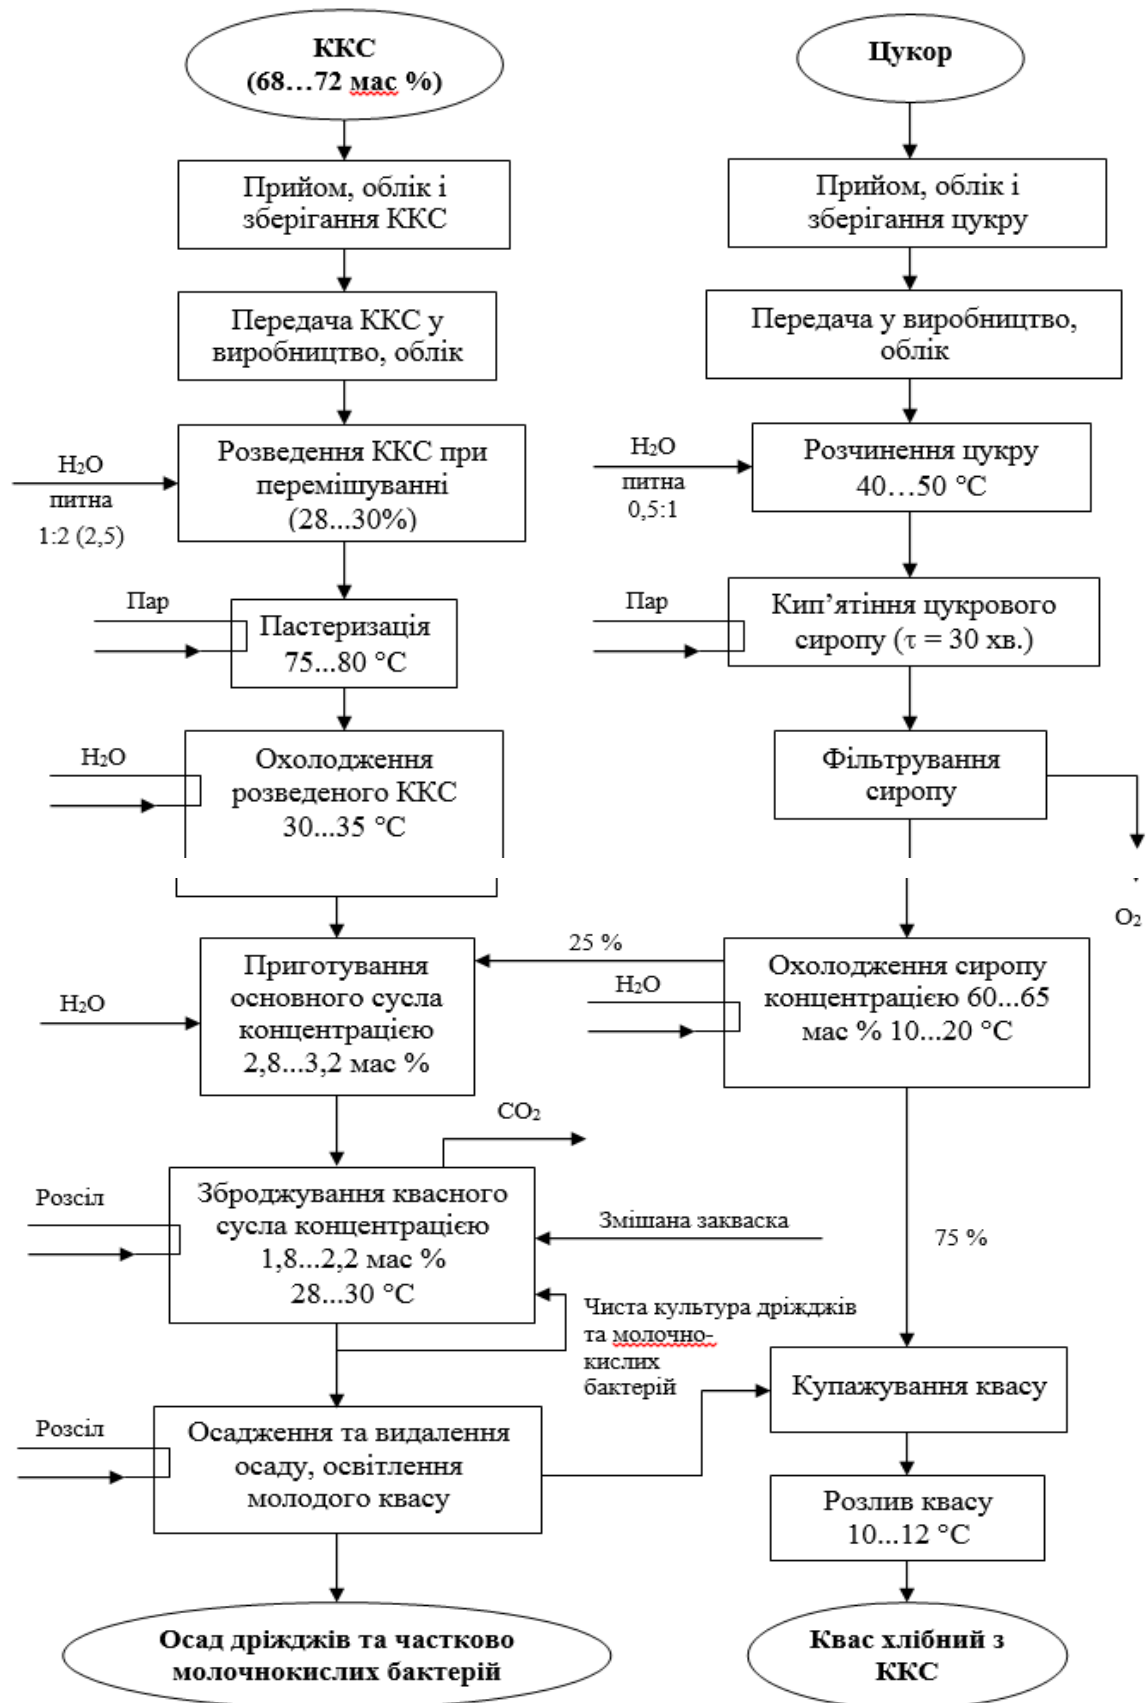 ККС
(68…72 мас %)
Прийом, облік і
зберігання ККС
Передача ККС у
виробництво, облік
H₂O
питна
1:2 (2,5)
Розведення ККС при
перемішуванні
(28...30%)
Пар
Пастеризація
75...80 °C
H₂O
Охолодження
розведеного ККС
30...35 °C
H₂O
Приготування
основного сусла
концентрацією
2,8...3,2 мас %
25 %
CO₂
Розсіл
Зброджування квасного
сусла концентрацією
1,8...2,2 мас %
28...30 °C
Змішана закваска
Чиста культура дріжджів
та молочно-
кислих
бактерій
Розсіл
Осадження та видалення
осаду, освітлення
молодого квасу
Осад дріжджів та частково
молочнокислих бактерій
Цукор
Прийом, облік і
зберігання цукру
Передача у виробництво,
облік
H₂O
питна
0,5:1
Розчинення цукру
40…50 °C
Пар
Кип’ятіння цукрового
сиропу (τ = 30 хв.)
Фільтрування
сиропу
O₂
H₂O
Охолодження сиропу
концентрацією 60...65
мас % 10...20 °C
75 %
Купажування квасу
Розлив квасу
10...12 °C
Квас хлібний з
ККС